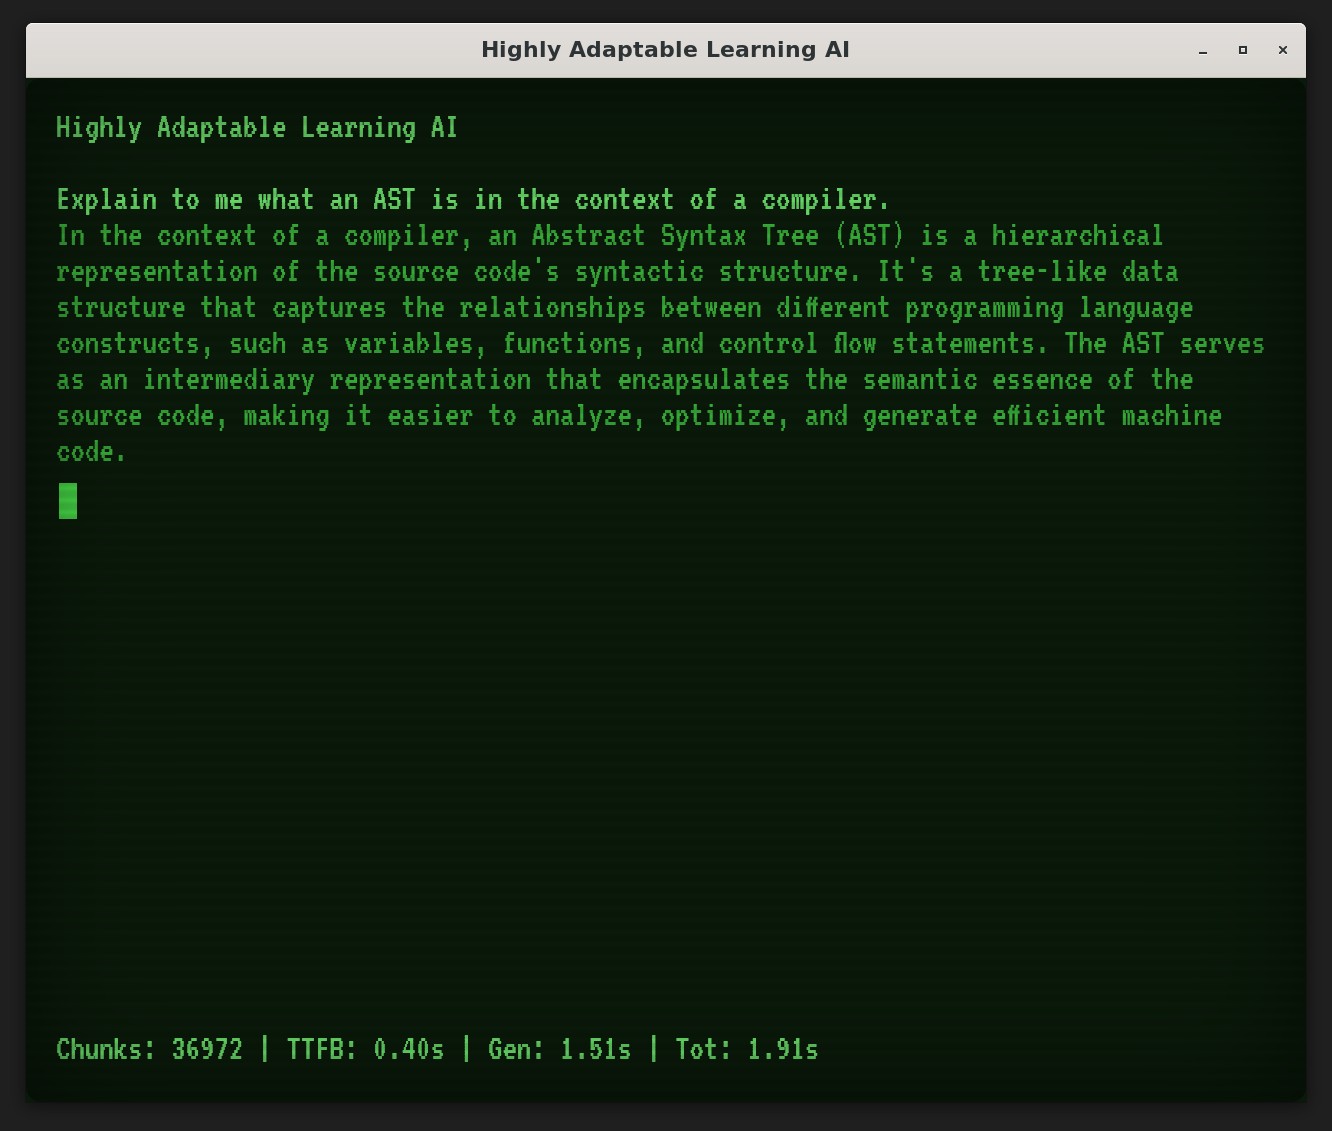 Highly Adaptable Learning AI
Highly Adaptable Learning AI
Explain to me what an AST is in the context of a compiler.
In the context of a compiler, an Abstract Syntax Tree (AST) is a hierarchical
representation of the source code's syntactic structure. It's a tree-like data
structure that captures the relationships between different programming language
constructs, such as variables, functions, and control flow statements. The AST serves
as an intermediary representation that encapsulates the semantic essence of the
source code, making it easier to analyze, optimize, and generate efficient machine
code.
Chunks: 36972 | TTFB: 0.40s | Gen: 1.51s | Tot: 1.91s